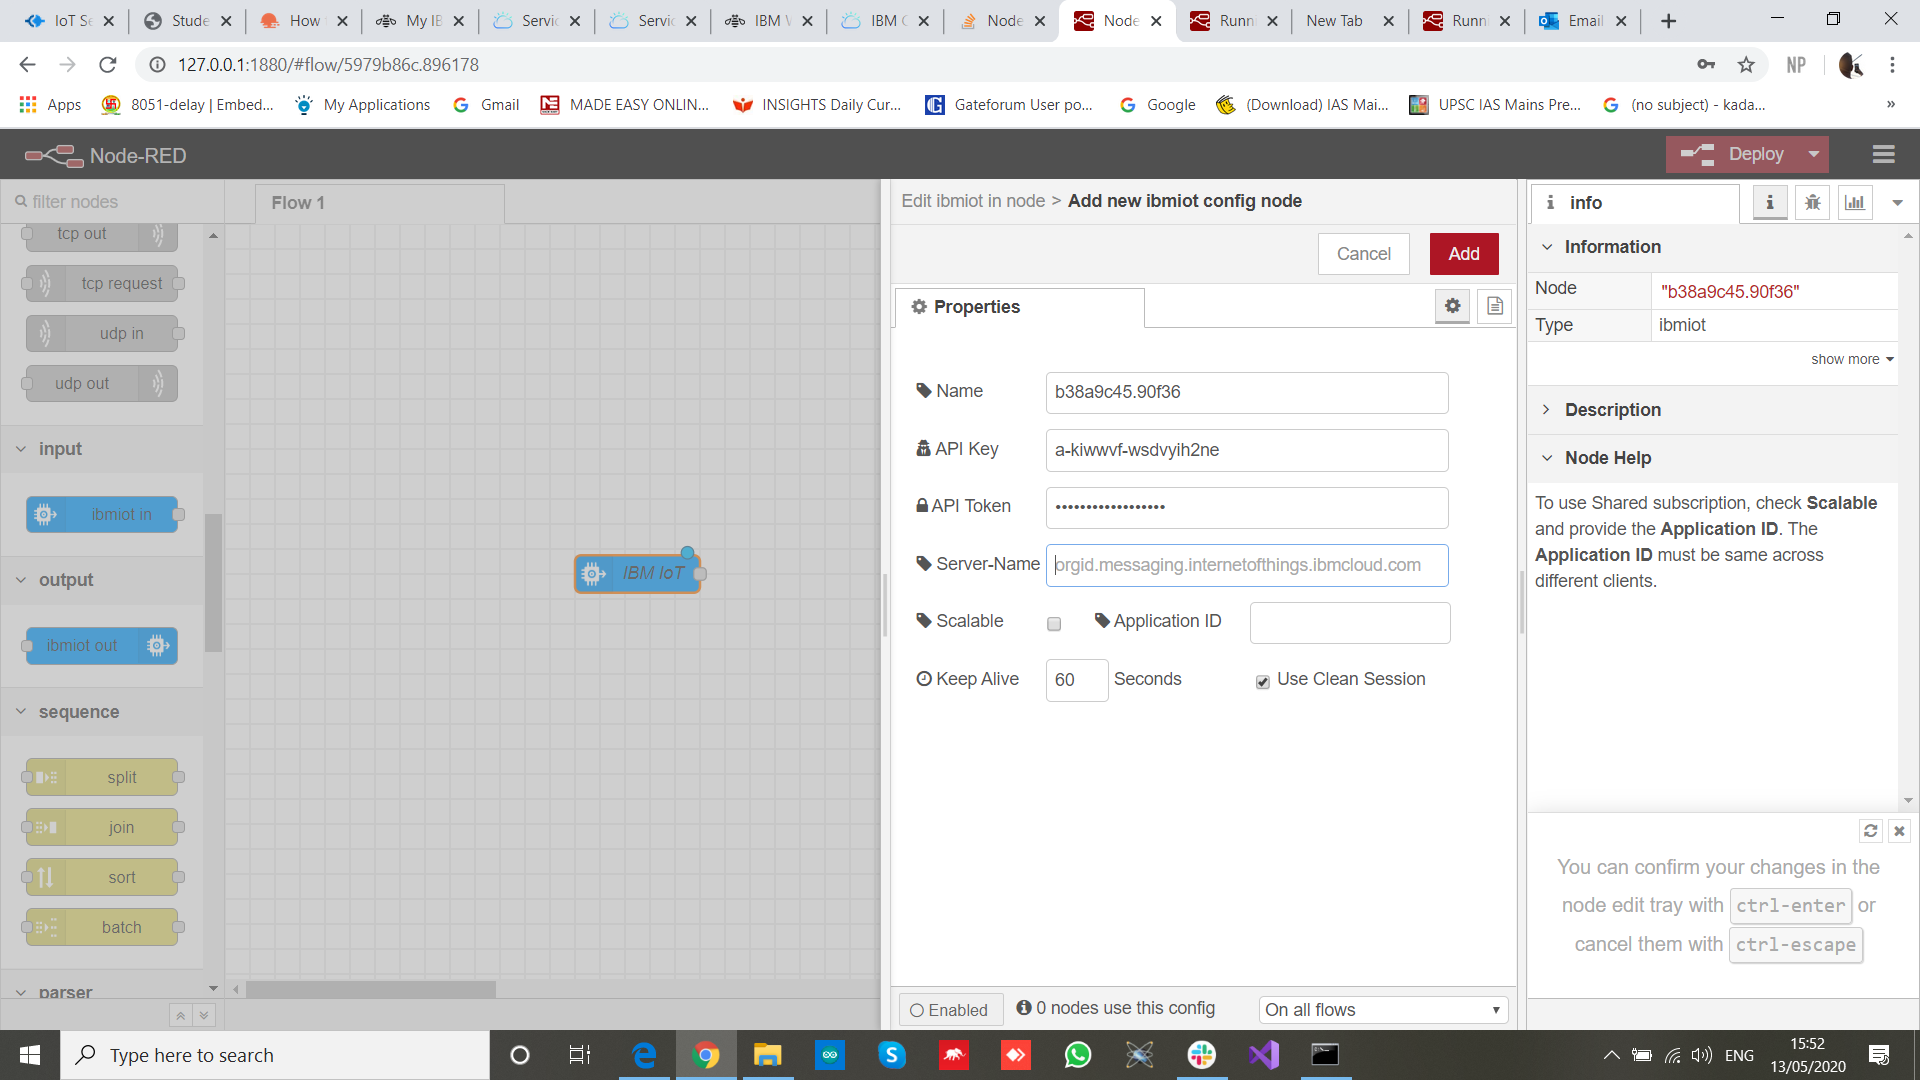 IoT Se
Stude
How
My IB
Servic
Servic
IBM W
IBM C
Node
Node
Runn
New Tab
Runn
Email
127.0.0.1:1880/#flow/5979b86c.896178
NP
Apps
8051-delay | Embed...
My Applications
Gmail
MADE EASY ONLIN...
INSIGHTS Daily Cur...
Gateforum User po...
Google
(Download) IAS Mai...
UPSC IAS Mains Pre...
(no subject) - kada...
»
Node-RED
Deploy
filter nodes
tcp out
tcp request
udp in
udp out
input
ibmiot in
output
ibmiot out
sequence
split
join
sort
batch
parser
Flow 1
IBM IoT
Edit ibmiot in node > Add new ibmiot config node
Cancel
Add
Properties
Name
b38a9c45.90f36
API Key
a-kiwwvf-wsdvyih2ne
API Token
••••••••••••••••••
Server-Name
orgid.messaging.internetofthings.ibmcloud.com
Scalable
Application ID
Keep Alive
60
Seconds
Use Clean Session
Enabled
0 nodes use this config
On all flows
info
Information
Node
"b38a9c45.90f36"
Type
ibmiot
show more
Description
Node Help
To use Shared subscription, check Scalable
and provide the Application ID. The
Application ID must be same across
different clients.
You can confirm your changes in the
node edit tray with ctrl-enter or
cancel them with ctrl-escape
Type here to search
ENG
15:52
13/05/2020